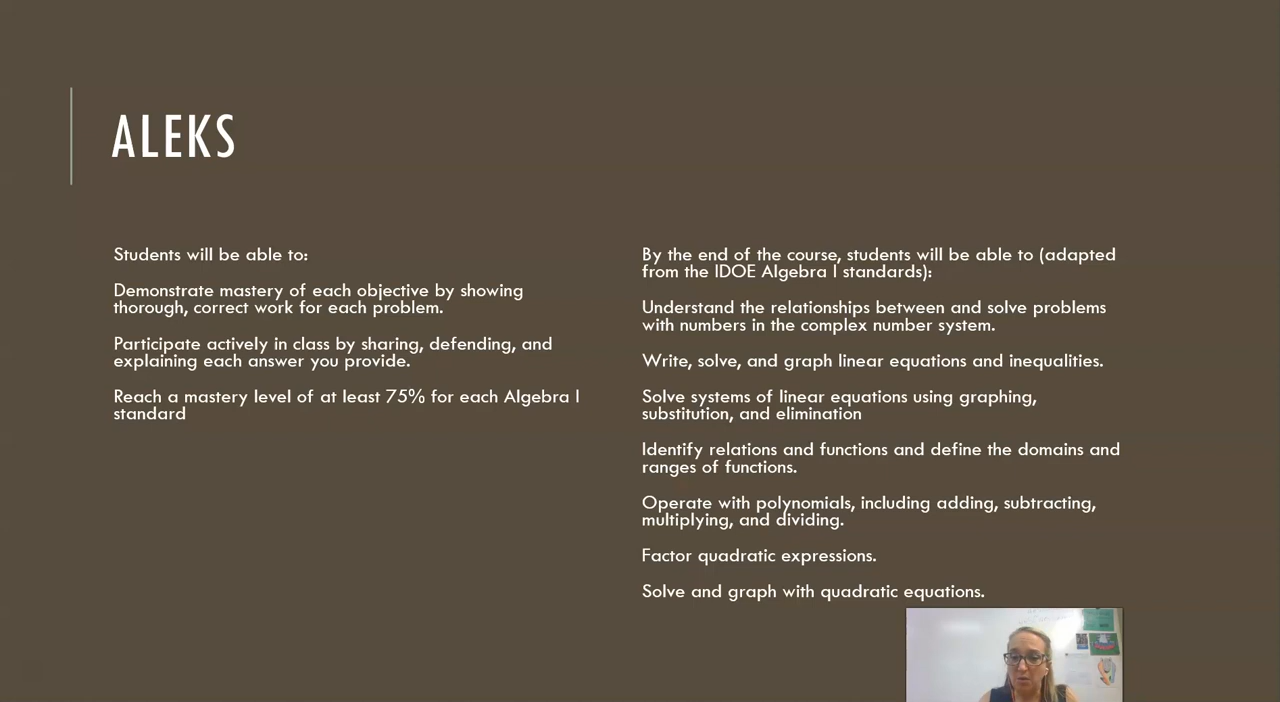 ALEKS
Students will be able to:
Demonstrate mastery of each objective by showing
thorough, correct work for each problem.
Participate actively in class by sharing, defending, and
explaining each answer you provide.
Reach a mastery level of at least 75% for each Algebra I
standard
By the end of the course, students will be able to (adapted
from the IDOE Algebra I standards):
Understand the relationships between and solve problems
with numbers in the complex number system.
Write, solve, and graph linear equations and inequalities.
Solve systems of linear equations using graphing,
substitution, and elimination
Identify relations and functions and define the domains and
ranges of functions.
Operate with polynomials, including adding, subtracting,
multiplying, and dividing.
Factor quadratic expressions.
Solve and graph with quadratic equations.